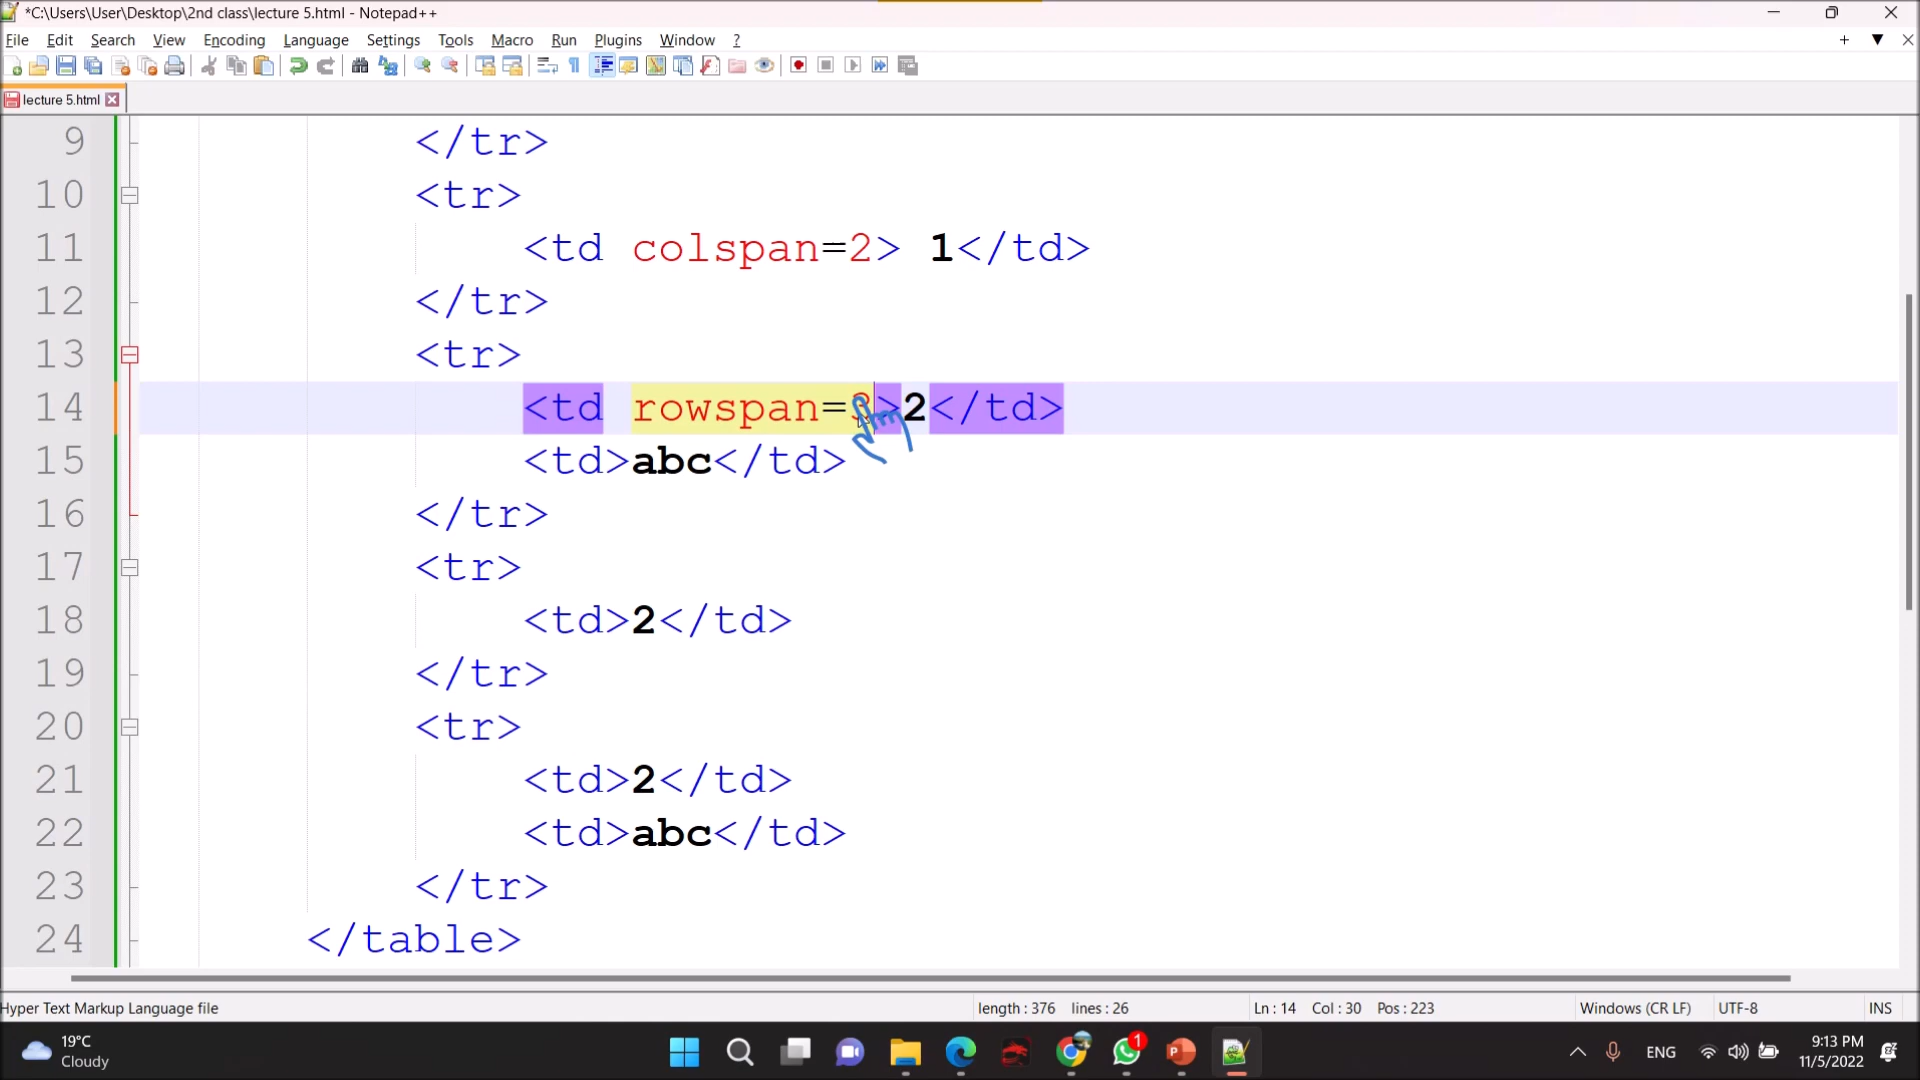 *C:\Users\User\Desktop\2nd class\lecture 5.html - Notepad++
File Edit Search View Encoding Language Settings Tools Macro Run Plugins Window ?
lecture 5.html
9 </tr>
10 <tr>
11 <td colspan=2> 1</td>
12 </tr>
13 <tr>
14 <td rowspan=3>2</td>
15 <td>abc</td>
16 </tr>
17 <tr>
18 <td>2</td>
19 </tr>
20 <tr>
21 <td>2</td>
22 <td>abc</td>
23 </tr>
24 </table>
Hyper Text Markup Language file length : 376 lines : 26 Ln : 14 Col : 30 Pos : 223 Windows (CR LF) UTF-8 INS
19°C
Cloudy
1
ENG
9:13 PM
11/5/2022